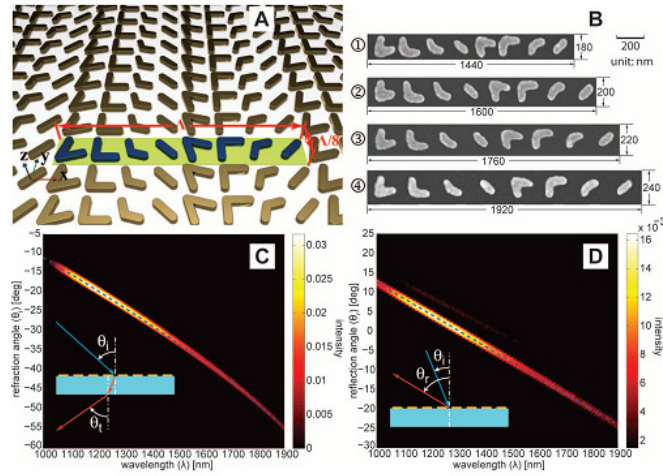 A
Λ
Λ/8
z
y
x
B
①
180
1440
200
unit: nm
②
200
1600
③
220
1760
④
240
1920
C
refraction angle (θt) [deg]
-5
-10
-15
-20
-25
-30
-35
-40
-45
-50
-55
-60
1000 1100 1200 1300 1400 1500 1600 1700 1800 1900
wavelength (λ) [nm]
θi
θt
0.03
0.025
0.02
0.015
0.01
0.005
0
intensity
D
reflection angle (θr) [deg]
25
20
15
10
5
0
-5
-10
-15
-20
-25
-30
1000 1100 1200 1300 1400 1500 1600 1700 1800 1900
wavelength (λ) [nm]
θi
θr
x 10⁻³
16
14
12
10
8
6
4
2
intensity